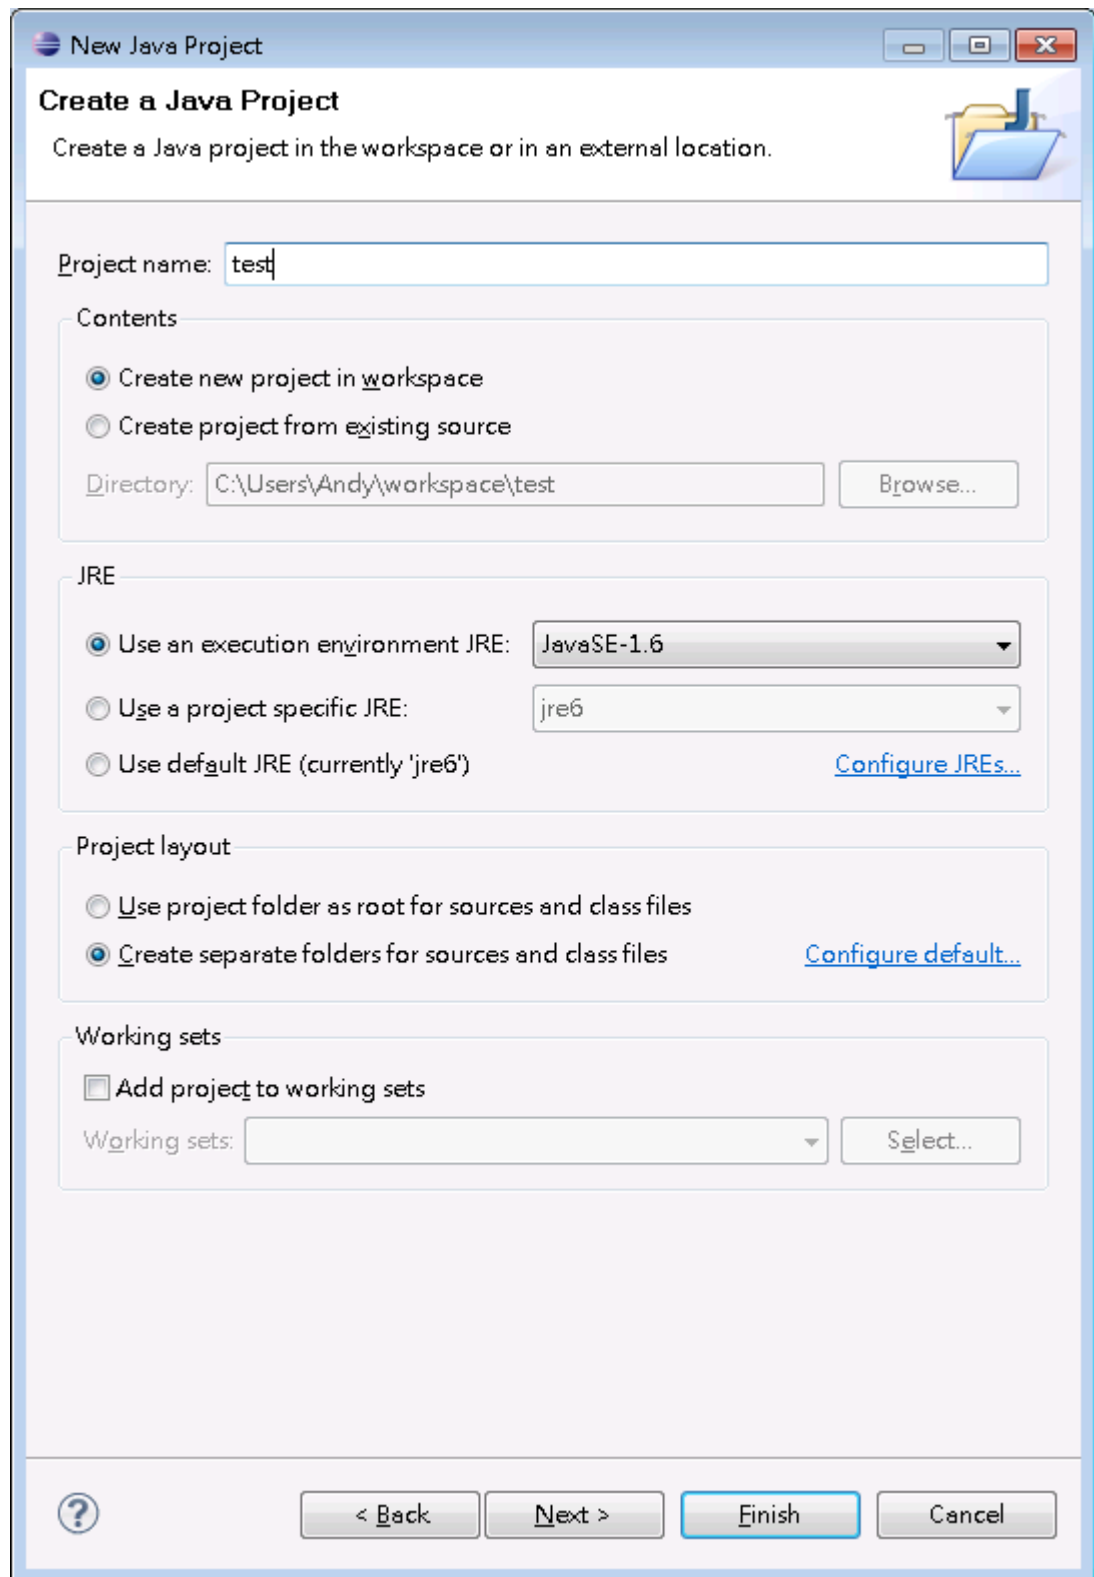 New Java Project
Create a Java Project
Create a Java project in the workspace or in an external location.
Project name: test
Contents
Create new project in workspace
Create project from existing source
Directory: C:\Users\Andy\workspace\test Browse...
JRE
Use an execution environment JRE: JavaSE-1.6
Use a project specific JRE: jre6
Use default JRE (currently 'jre6') Configure JREs...
Project layout
Use project folder as root for sources and class files
Create separate folders for sources and class files Configure default...
Working sets
Add project to working sets
Working sets: Select...
? < Back Next > Finish Cancel